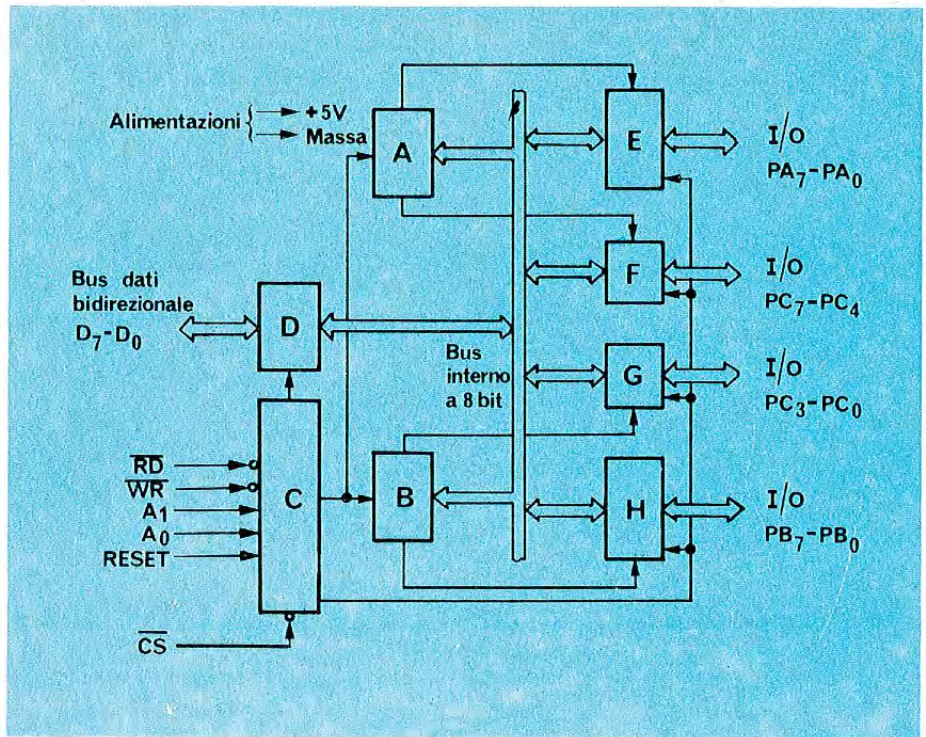 Alimentazioni { +5V
Massa
A
E
I/O
PA7-PA0
F
I/O
PC7-PC4
Bus dati
bidirezionale
D7-D0
D
Bus
interno
a 8 bit
G
I/O
PC3-PC0
RD
WR
A1
A0
RESET
C
B
H
I/O
PB7-PB0
CS